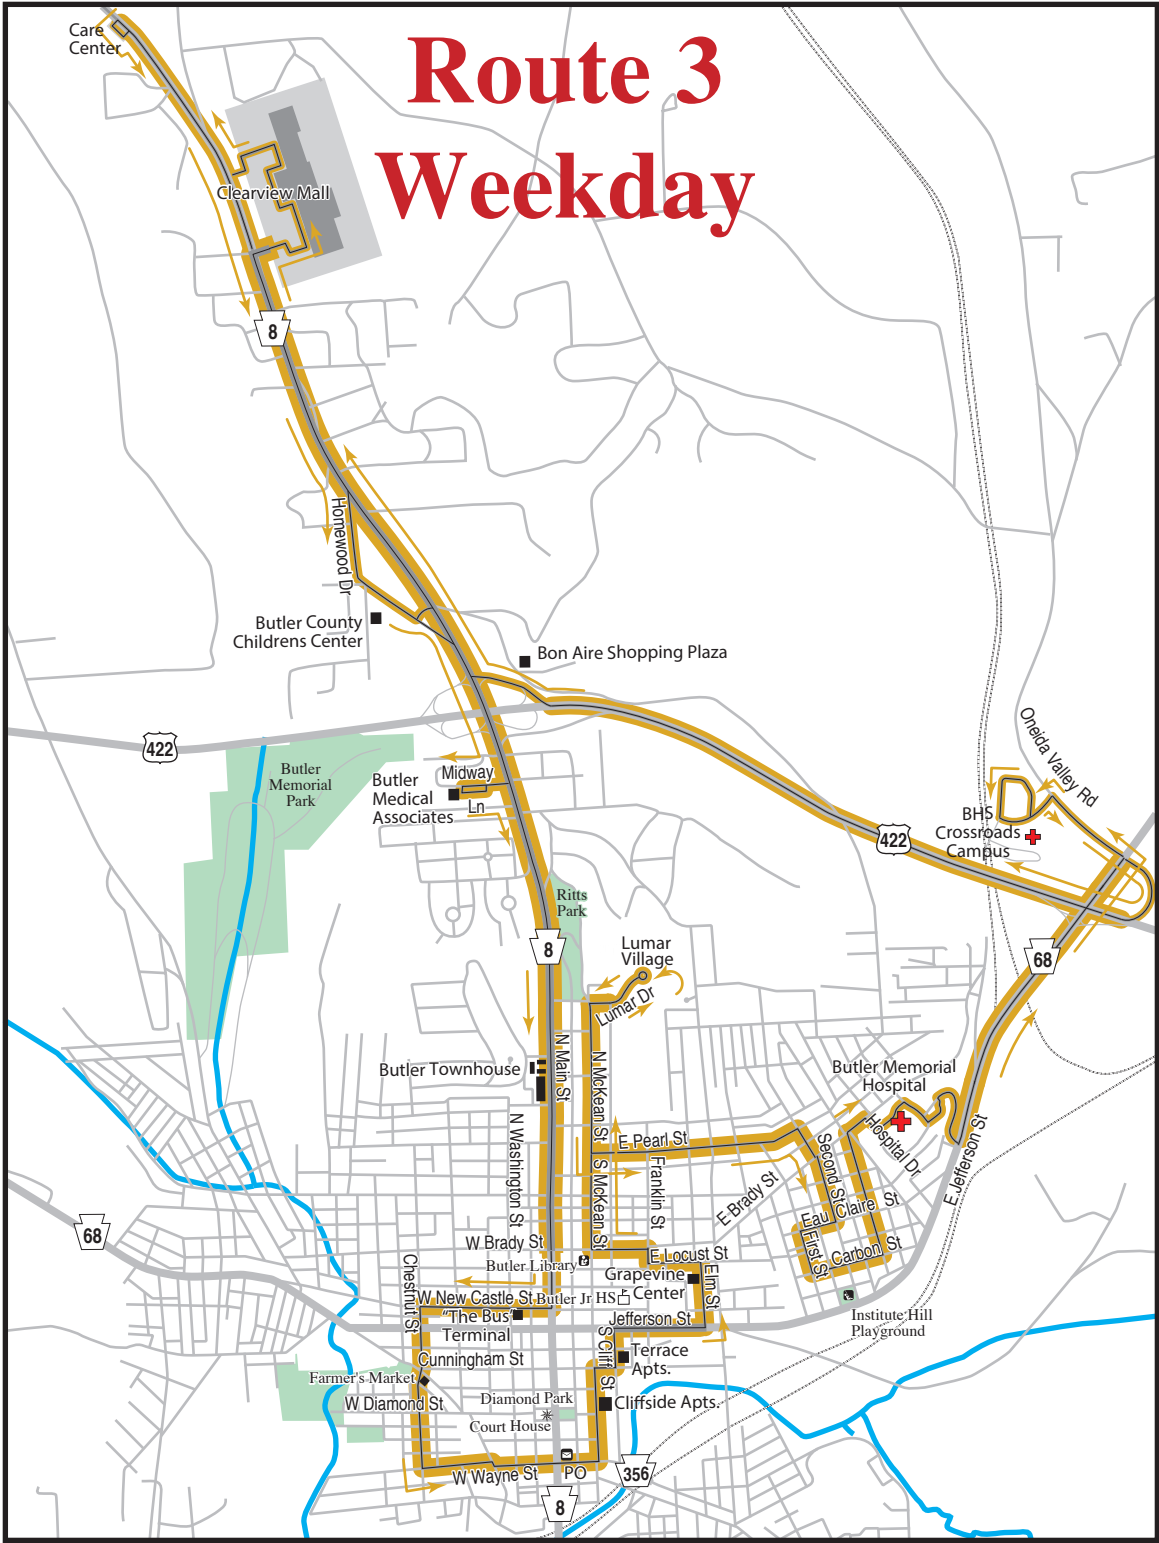 Route 3
Weekday
Care
Center
Clearview Mall
8
Homewood Dr
Butler County
Childrens Center
Bon Aire Shopping Plaza
422
Butler
Memorial
Park
Butler
Medical
Associates
Midway
Ln
Oneida Valley Rd
BHS
Crossroads
Campus
422
Ritts
Park
8
Lumar
Village
Lumar Dr
68
Butler Townhouse
N Main St
N McKean St
Butler Memorial
Hospital
Hospital Dr
E Jefferson St
N Washington St
E Pearl St
S McKean St
Franklin St
Second St
E Brady St
Eau Claire St
First St
Carbon St
68
W Brady St
E Locust St
Butler Library
Grapevine
Center
Elm St
Chestnut St
W New Castle St
Butler Jr HS
"The Bus"
Terminal
Jefferson St
Institute Hill
Playground
S Cliff St
Terrace
Apts.
Cunningham St
Farmer's Market
W Diamond St
Diamond Park
Cliffside Apts.
Court House
W Wayne St
PO
356
8